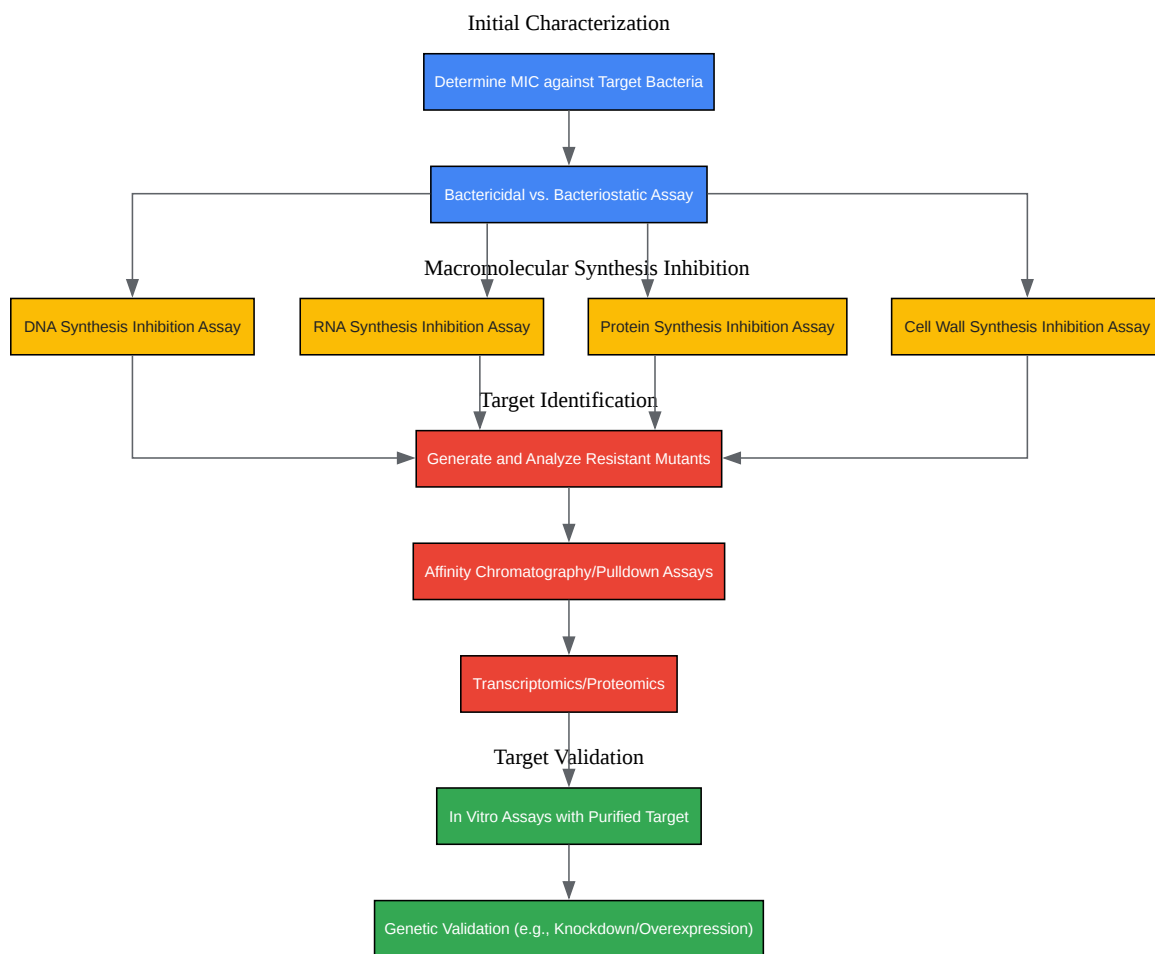 Initial Characterization
Determine MIC against Target Bacteria
Bactericidal vs. Bacteriostatic Assay
Macromolecular Synthesis Inhibition
DNA Synthesis Inhibition Assay
RNA Synthesis Inhibition Assay
Protein Synthesis Inhibition Assay
Cell Wall Synthesis Inhibition Assay
Target Identification
Generate and Analyze Resistant Mutants
Affinity Chromatography/Pulldown Assays
Transcriptomics/Proteomics
Target Validation
In Vitro Assays with Purified Target
Genetic Validation (e.g., Knockdown/Overexpression)